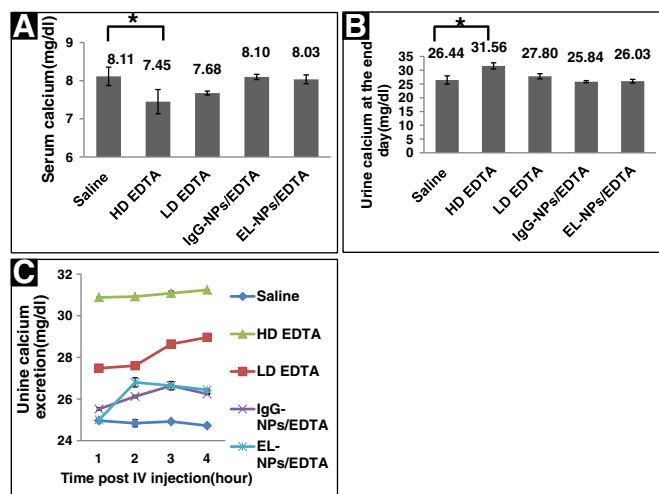 A
*
8.11
7.45
7.68
8.10
8.03
Serum calcium(mg/dl)
9
8
7
6
Saline
HD EDTA
LD EDTA
IgG-NPs/EDTA
EL-NPs/EDTA
B
*
26.44
31.56
27.80
25.84
26.03
Urine calcium at the end
day(mg/dl)
35
30
25
20
15
10
5
0
Saline
HD EDTA
LD EDTA
IgG-NPs/EDTA
EL-NPs/EDTA
C
Unine calcium
excretion(mg/dl)
32
30
28
26
24
1 2 3 4
Time post IV injection(hour)
Saline
HD EDTA
LD EDTA
IgG-
NPs/EDTA
EL-
NPs/EDTA